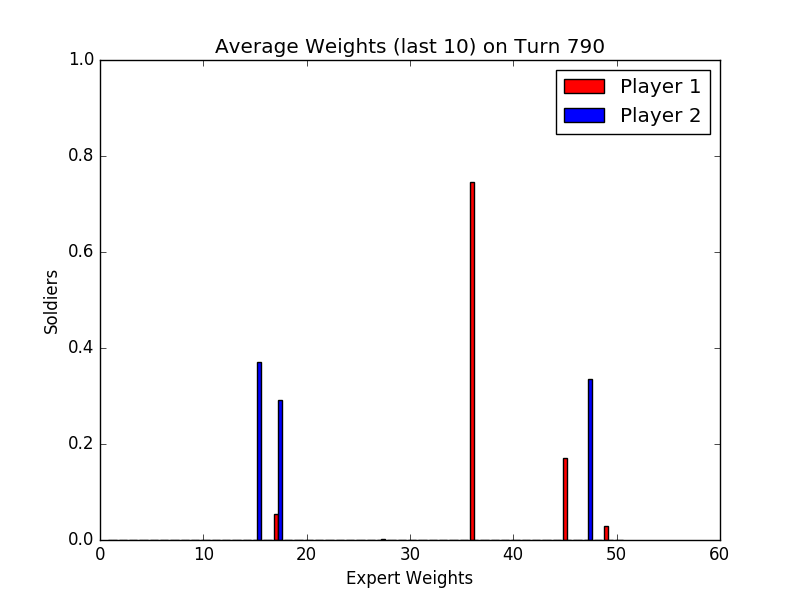 Average Weights (last 10) on Turn 790
1.0
0.8
0.6
0.4
0.2
0.0
Soldiers
Player 1
Player 2
0 10 20 30 40 50 60
Expert Weights